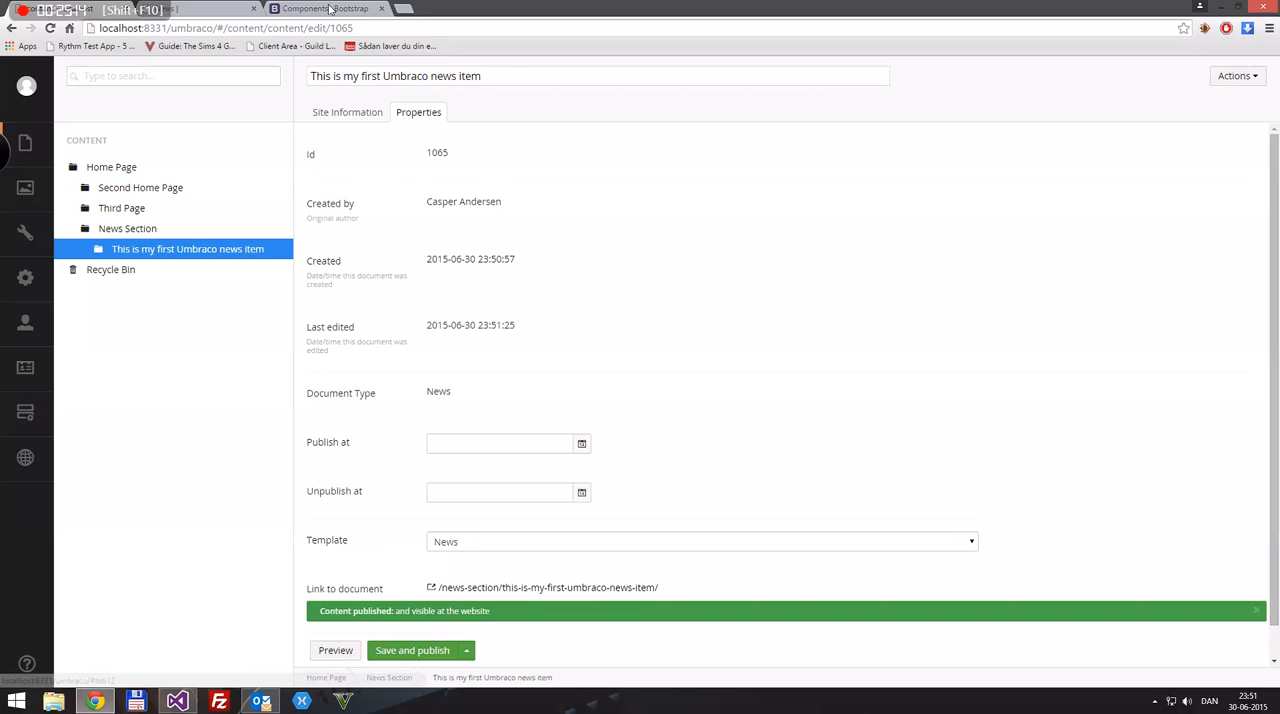 [Shift+F10]
Components · Bootstrap
localhost:8331/umbraco/#/content/content/edit/1065
Apps
Rythm Test App - 5 ...
Guide: The Sims 4 G...
Client Area - Guild L...
Sådan laver du din e...
Type to search...
This is my first Umbraco news item
Actions
Site Information
Properties
CONTENT
Home Page
Second Home Page
Third Page
News Section
This is my first Umbraco news item
Recycle Bin
Id
1065
Created by
Original author
Casper Andersen
Created
Date/time this document was
created
2015-06-30 23:50:57
Last edited
Date/time this document was
edited
2015-06-30 23:51:25
Document Type
News
Publish at
Unpublish at
Template
News
Link to document
/news-section/this-is-my-first-umbraco-news-item/
Content published: and visible at the website
Preview
Save and publish
Home Page
News Section
This is my first Umbraco news item
localhost:8331/umbraco/#tab12
DAN
23:51
30-06-2015